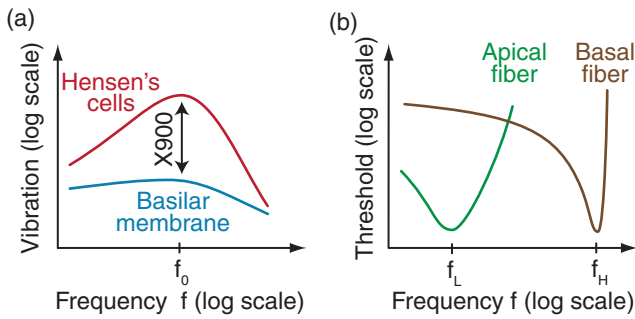 (a)
Vibration (log scale)
Hensen's
cells
X900
Basilar
membrane
f0
Frequency f (log scale)
(b)
Threshold (log scale)
Apical
fiber
Basal
fiber
fL
fH
Frequency f (log scale)